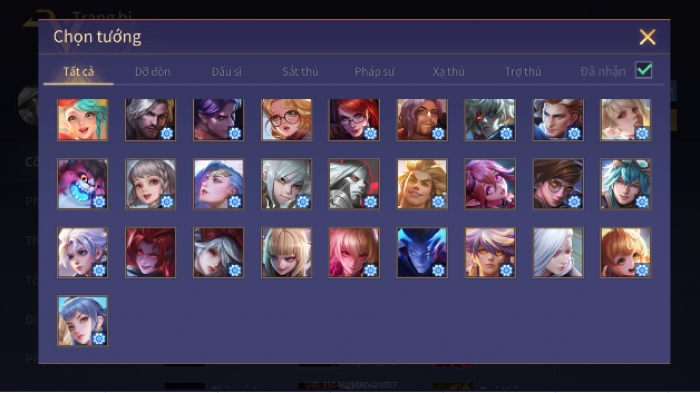 Trang bị
Chọn tướng
Tất cả
Đỡ đòn
Đấu sĩ
Sát thủ
Pháp sư
Xạ thủ
Trợ thủ
Đã nhận